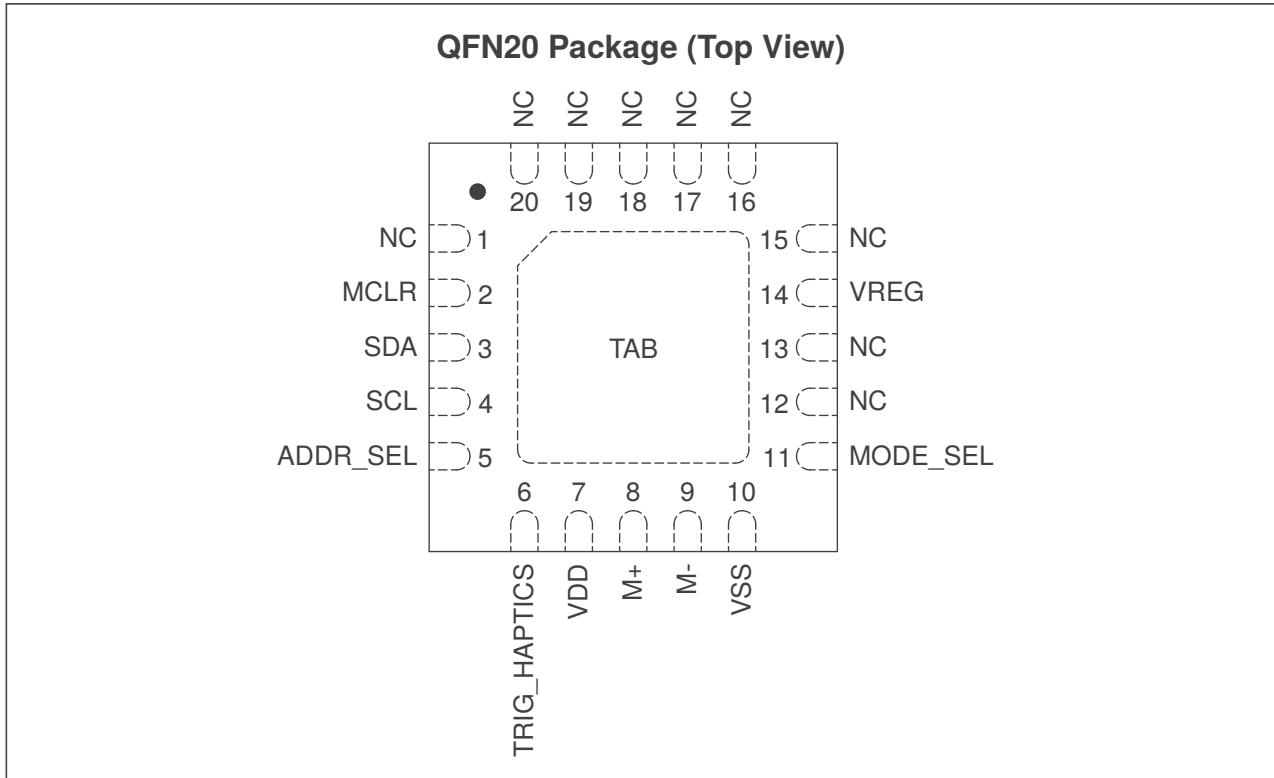 QFN20 Package (Top View)
NC NC NC NC NC
20 19 18 17 16
NC 1
MCLR 2
SDA 3
SCL 4
ADDR_SEL 5
TAB
15 NC
14 VREG
13 NC
12 NC
11 MODE_SEL
6 7 8 9 10
TRIG_HAPTICS
VDD
M+
M-
VSS